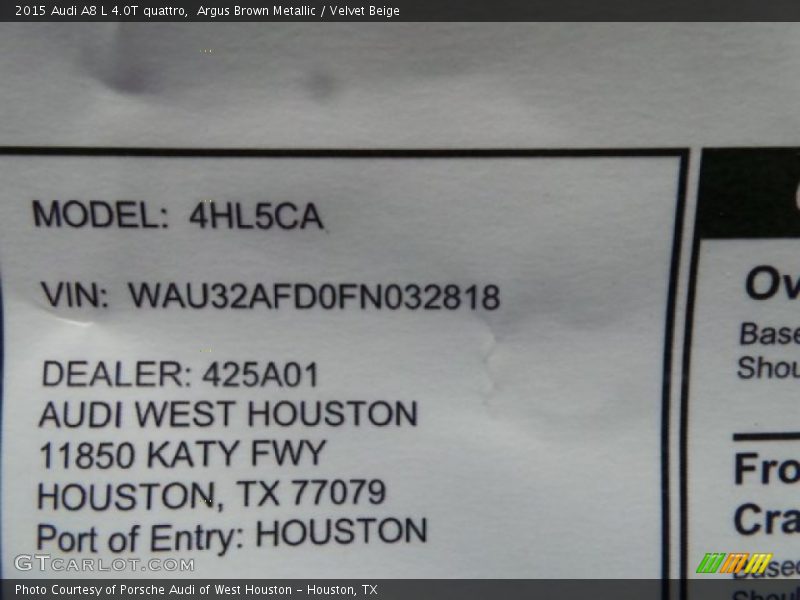 2015 Audi A8 L 4.0T quattro,  Argus Brown Metallic / Velvet Beige
MODEL: 4HL5CA
VIN: WAU32AFD0FN032818
DEALER: 425A01
AUDI WEST HOUSTON
11850 KATY FWY
HOUSTON, TX 77079
Port of Entry: HOUSTON
Ov
Base
Shou
Fro
Cra
Based
Shoul
GTCARLOT.COM
Photo Courtesy of Porsche Audi of West Houston – Houston, TX